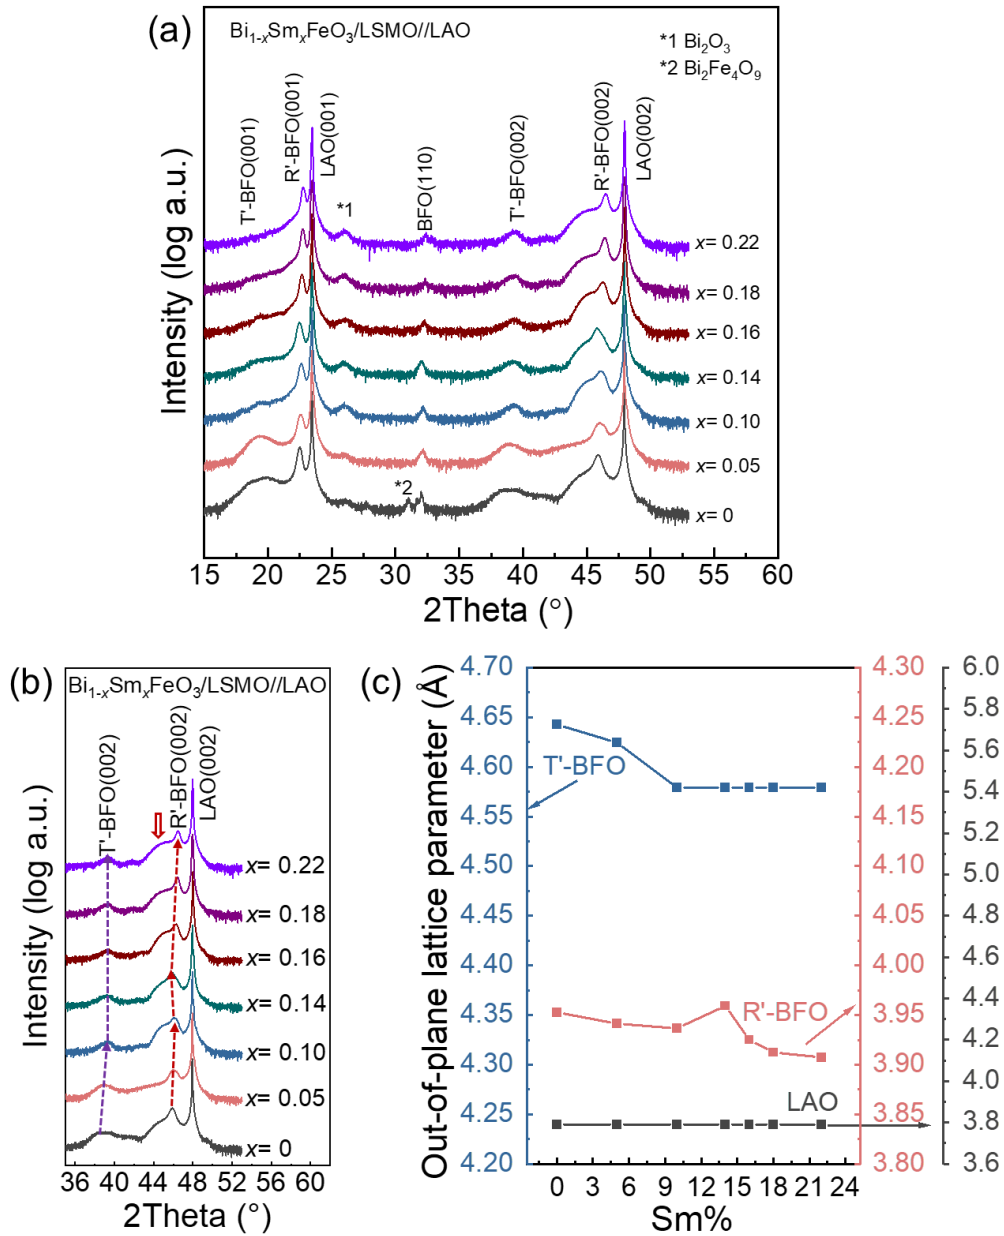 (a)
Bi₁₋ₓSmₓFeO₃/LSMO//LAO
*1 Bi₂O₃
*2 Bi₂Fe₄O₉
T'-BFO(001)
R'-BFO(001)
LAO(001)
*1
BFO(110)
T'-BFO(002)
R'-BFO(002)
LAO(002)
x= 0.22
x= 0.18
x= 0.16
x= 0.14
x= 0.10
x= 0.05
*2
x= 0
Intensity (log a.u.)
15 20 25 30 35 40 45 50 55 60
2Theta (°)
(b)
Bi₁₋ₓSmₓFeO₃/LSMO//LAO
T'-BFO(002)
R'-BFO(002)
LAO(002)
x= 0.22
x= 0.18
x= 0.16
x= 0.14
x= 0.10
x= 0.05
x= 0
Intensity (log a.u.)
36 42 48 54 60
2Theta (°)
(c)
Out-of-plane lattice parameter (Å)
4.70
4.65
4.60
4.55
4.50
4.45
4.40
4.35
4.30
4.25
4.20
T'-BFO
R'-BFO
LAO
4.30
4.25
4.20
4.15
4.10
4.05
4.00
3.95
3.90
3.85
3.80
6.0
5.8
5.6
5.4
5.2
5.0
4.8
4.6
4.4
4.2
4.0
3.8
3.6
0 3 6 9 12 15 18 21 24
Sm%